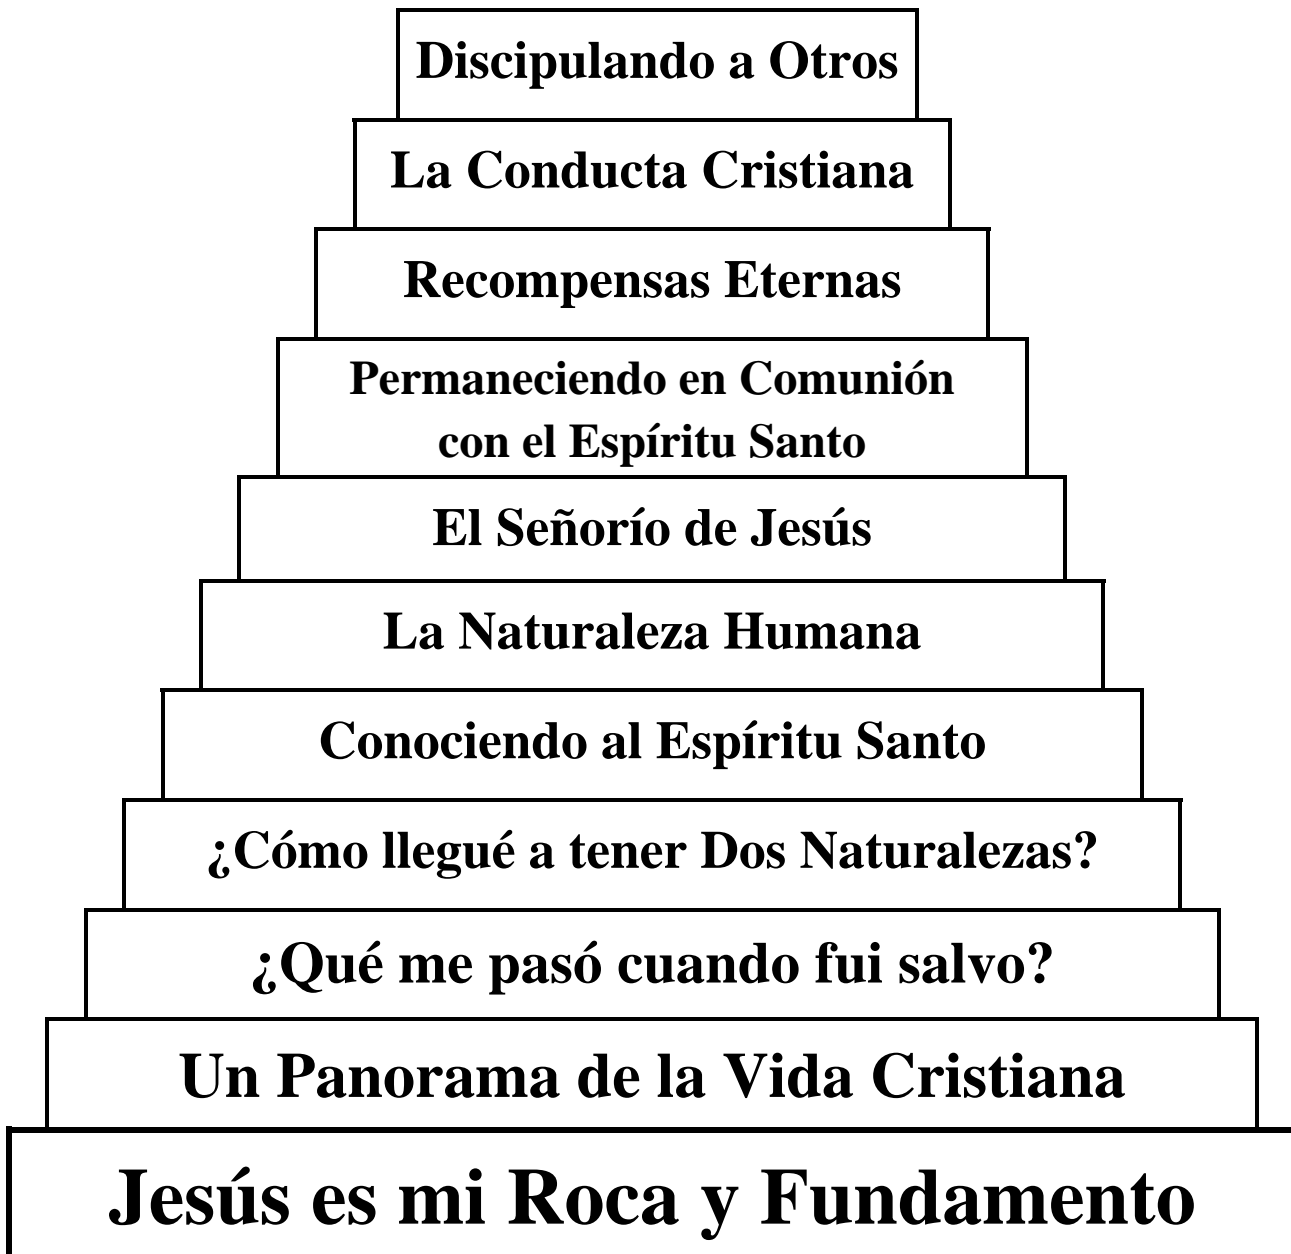 Discipulando a Otros
La Conducta Cristiana
Recompensas Eternas
Permaneciendo en Comunión
con el Espíritu Santo
El Señorío de Jesús
La Naturaleza Humana
Conociendo al Espíritu Santo
¿Cómo llegué a tener Dos Naturalezas?
¿Qué me pasó cuando fui salvo?
Un Panorama de la Vida Cristiana
Jesús es mi Roca y Fundamento